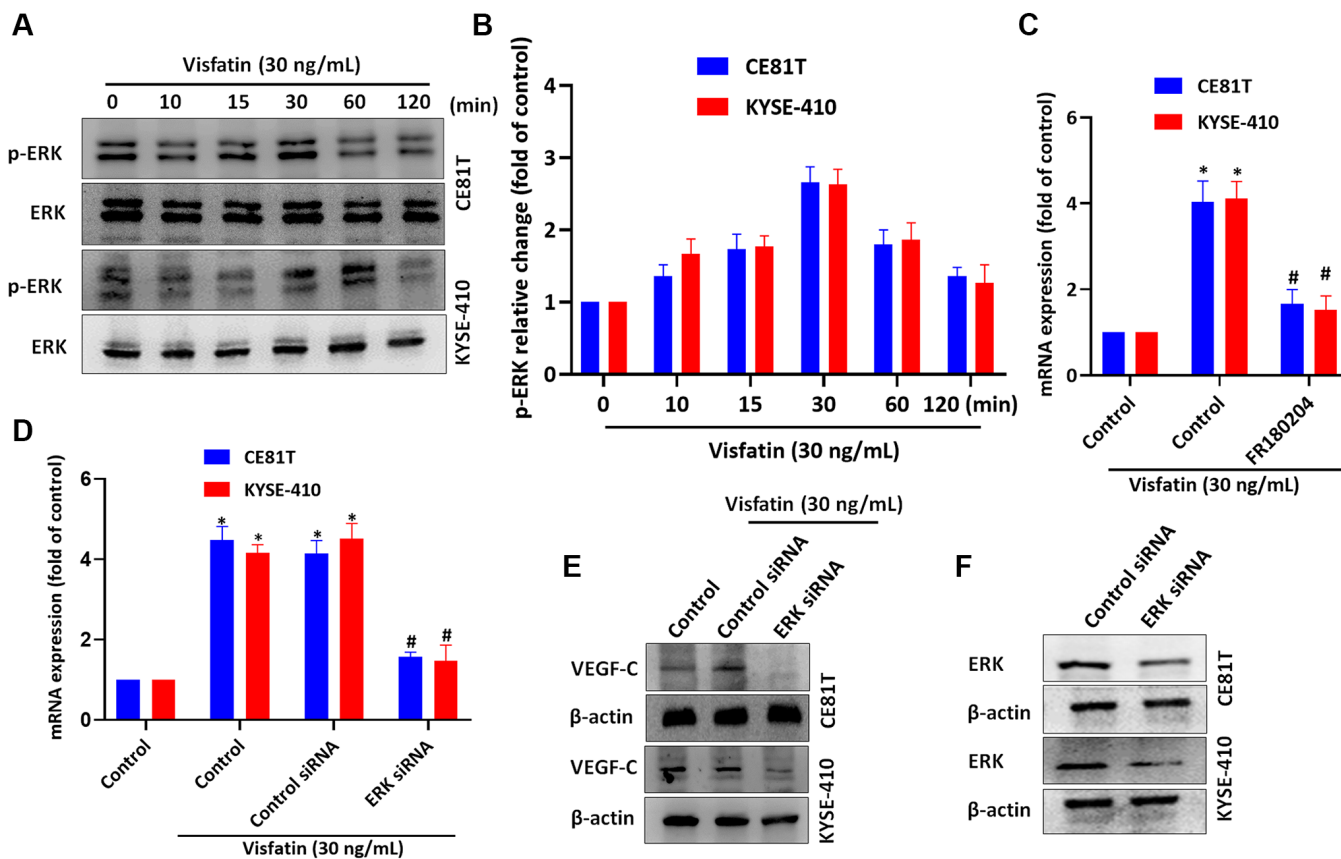 A
Visfatin (30 ng/mL)
0 10 15 30 60 120 (min)
p-ERK
ERK
CE81T
p-ERK
ERK
KYSE-410
B
CE81T
KYSE-410
p-ERK relative change (fold of control)
4
3
2
1
0
0 10 15 30 60 120 (min)
Visfatin (30 ng/mL)
C
CE81T
KYSE-410
mRNA expression (fold of control)
6
4
2
0
* *
# #
Control Control FR180204
Visfatin (30 ng/mL)
D
CE81T
KYSE-410
mRNA expression (fold of control)
6
4
2
0
* * * *
# #
Control Control Control siRNA ERK siRNA
Visfatin (30 ng/mL)
E
Visfatin (30 ng/mL)
Control Control siRNA ERK siRNA
VEGF-C
β-actin
CE81T
VEGF-C
β-actin
KYSE-410
F
Control siRNA ERK siRNA
ERK
β-actin
CE81T
ERK
β-actin
KYSE-410